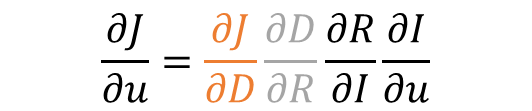 ∂J/∂u = ∂J/∂D ∂D/∂R ∂R/∂I ∂I/∂u